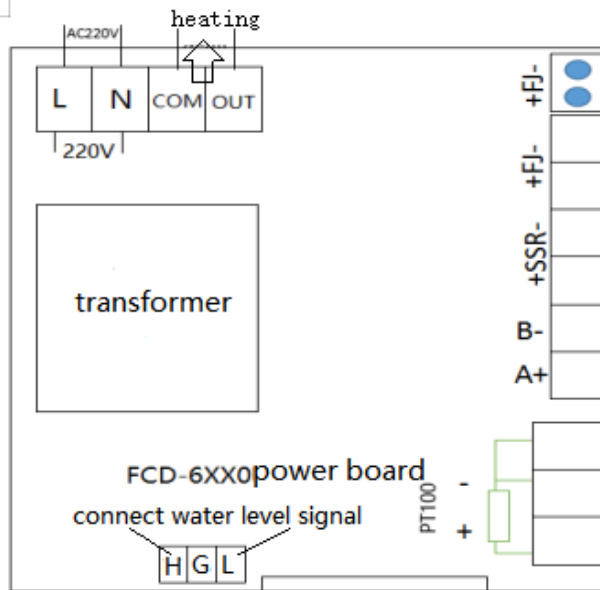 heating
AC220V
L N COM OUT
220V
+FJ-
+FJ-
+SSR-
B-
A+
transformer
FCD-6XX0power board
connect water level signal
PT100
-
+
H G L